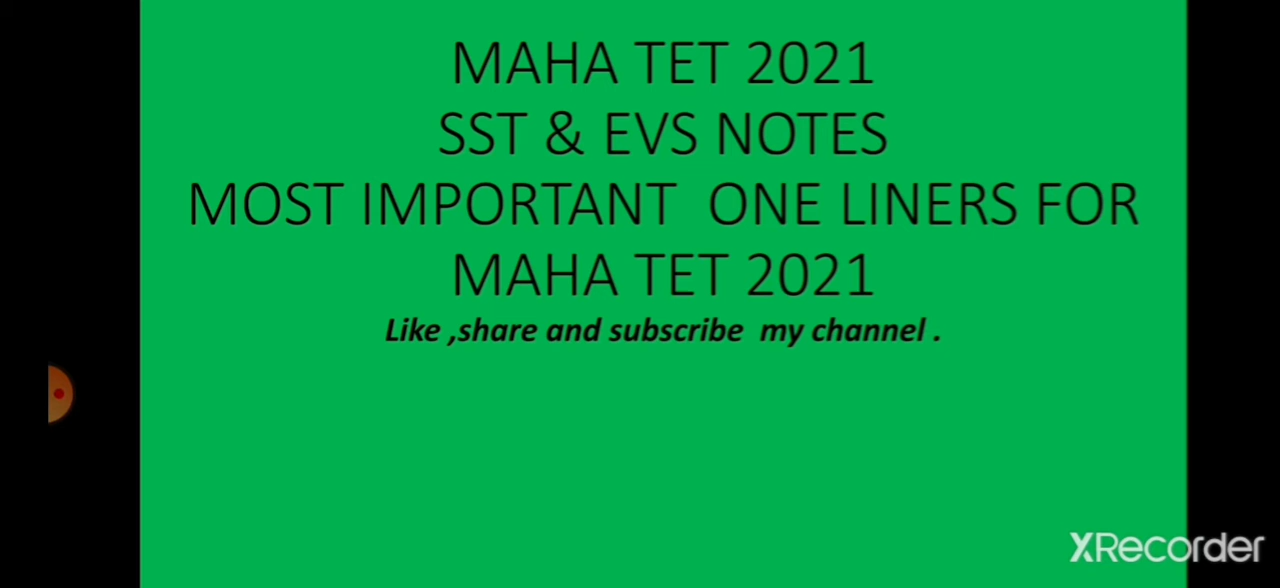 MAHA TET 2021
SST & EVS NOTES
MOST IMPORTANT  ONE LINERS FOR
MAHA TET 2021
Like ,share and subscribe  my channel .
XRecorder